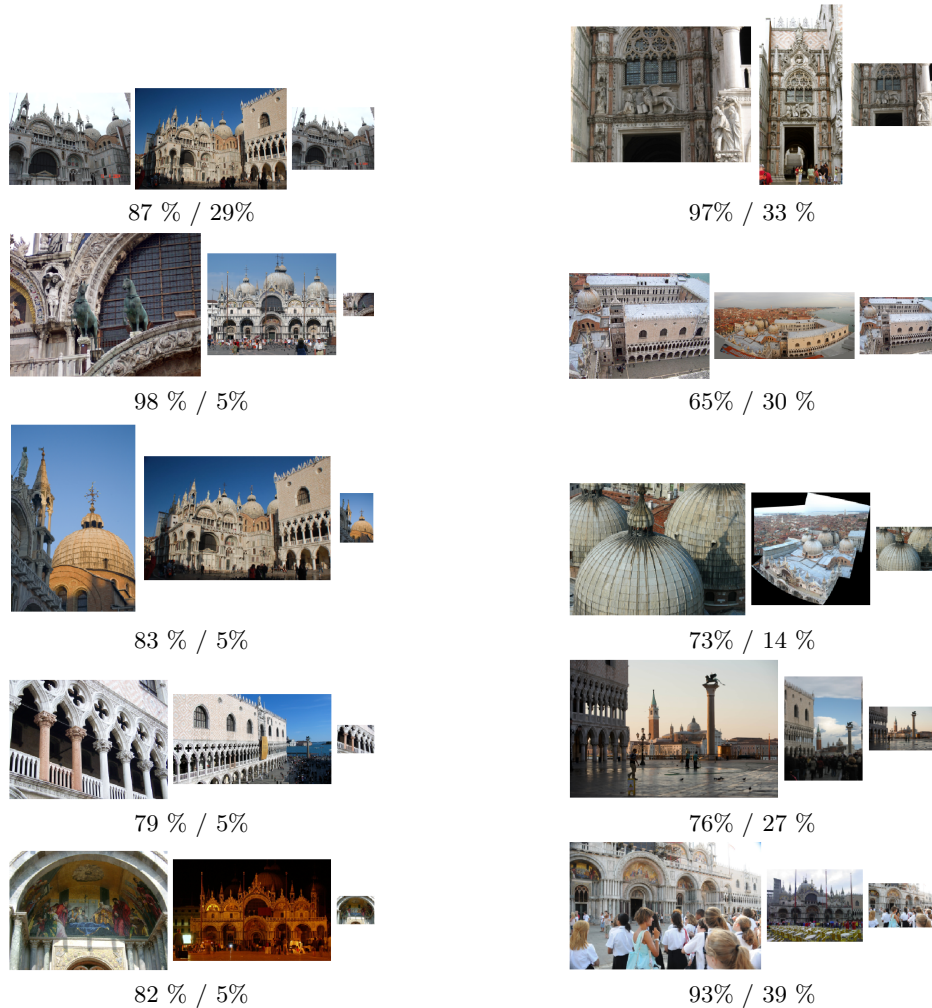 87 % / 29%
97% / 33 %
98 % / 5%
65% / 30 %
83 % / 5%
73% / 14 %
79 % / 5%
76% / 27 %
82 % / 5%
93% / 39 %